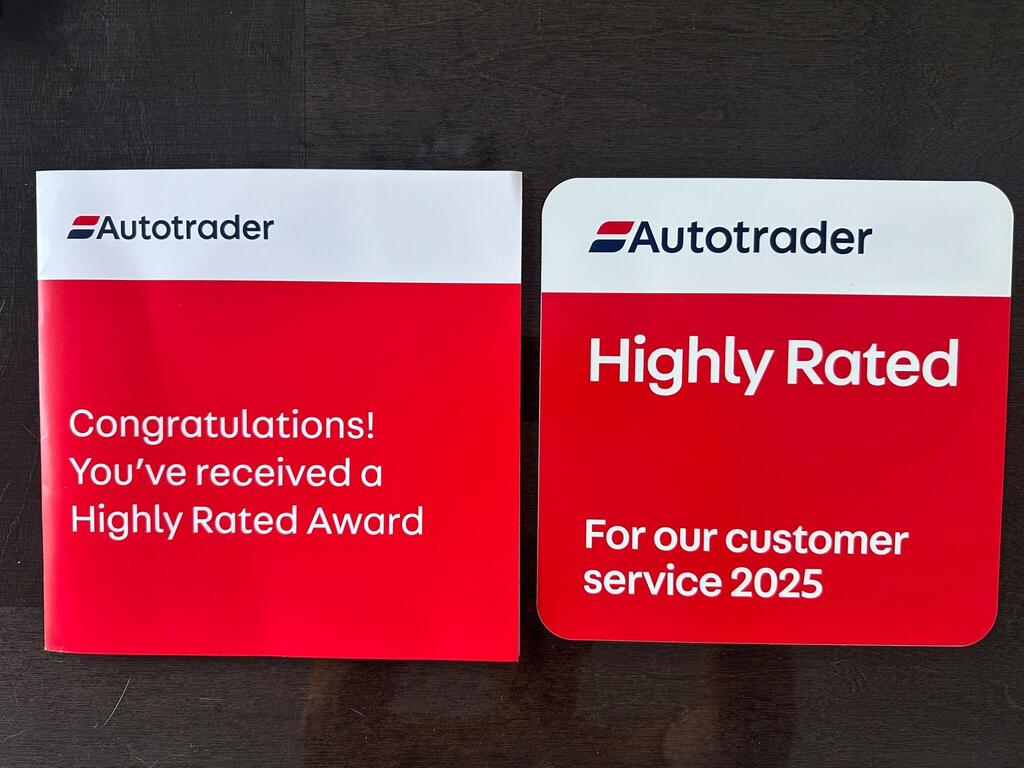 Autotrader
Congratulations!
You've received a
Highly Rated Award
Autotrader
Highly Rated
For our customer
service 2025